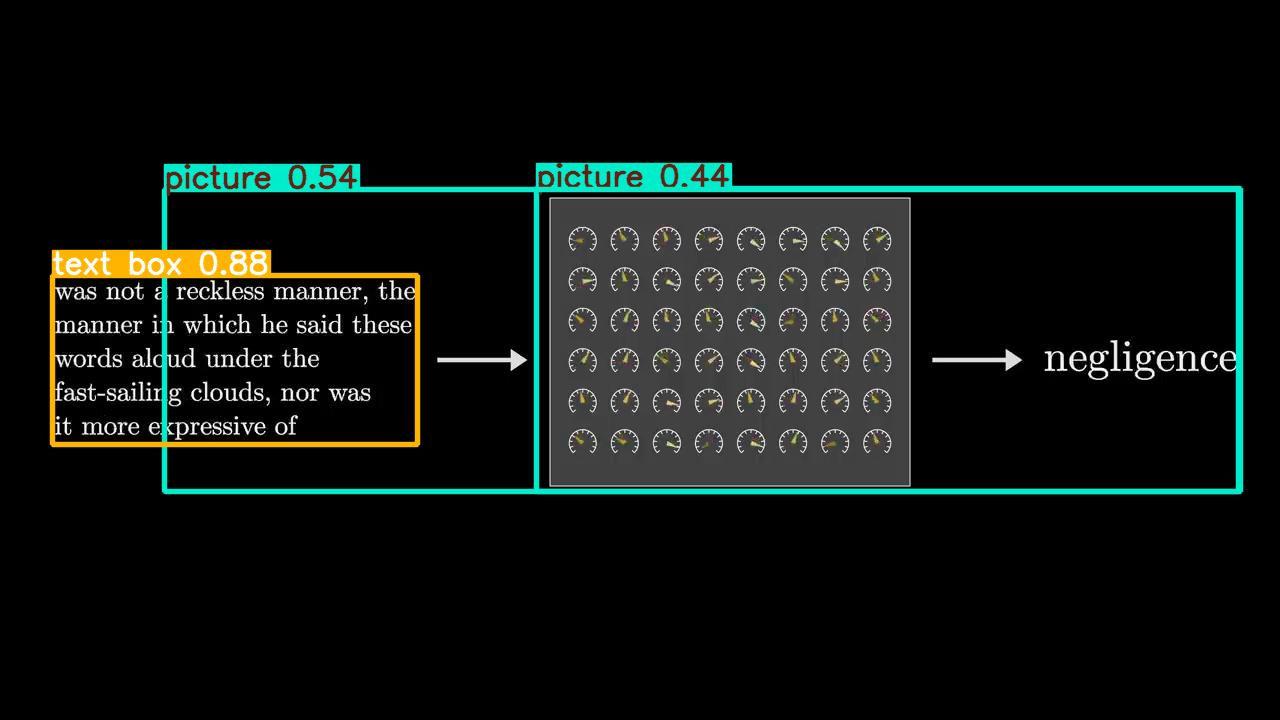 picture 0.54
picture 0.44
text box 0.88
was not a reckless manner, the
manner in which he said these
words aloud under the
fast-sailing clouds, nor was
it more expressive of
negligence